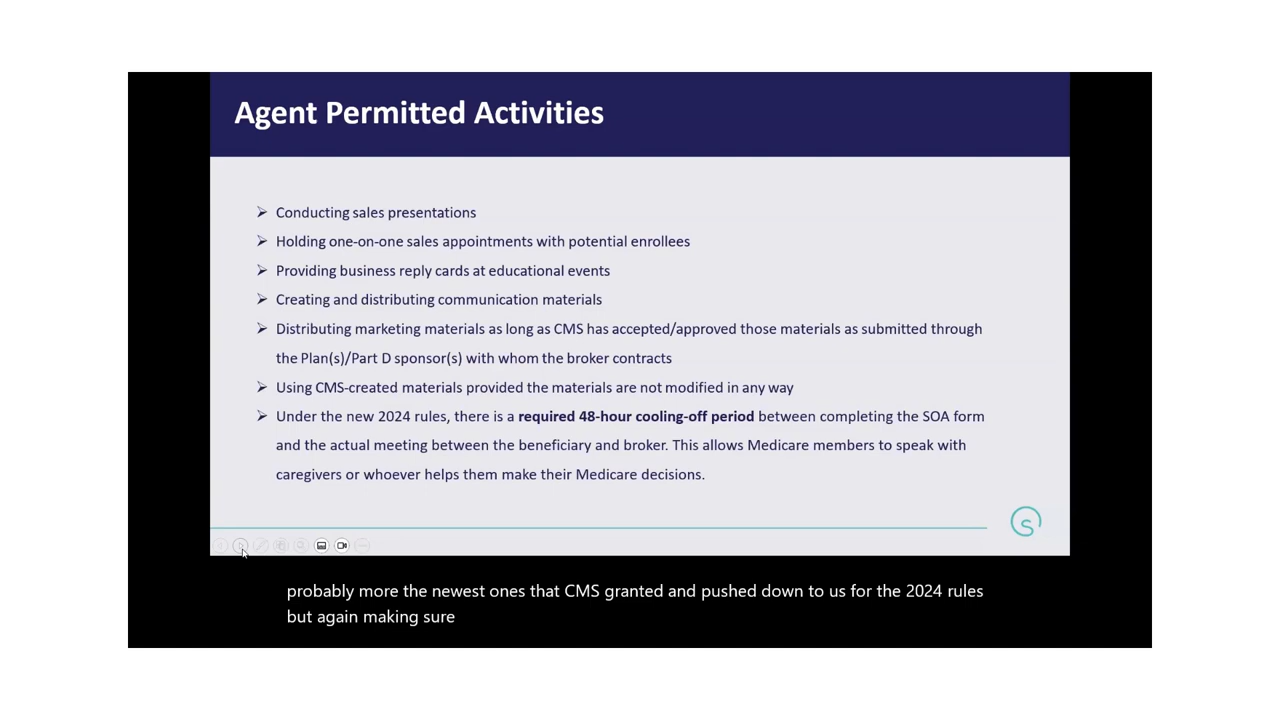 Agent Permitted Activities
➢ Conducting sales presentations
➢ Holding one-on-one sales appointments with potential enrollees
➢ Providing business reply cards at educational events
➢ Creating and distributing communication materials
➢ Distributing marketing materials as long as CMS has accepted/approved those materials as submitted through
the Plan(s)/Part D sponsor(s) with whom the broker contracts
➢ Using CMS-created materials provided the materials are not modified in any way
➢ Under the new 2024 rules, there is a required 48-hour cooling-off period between completing the SOA form
and the actual meeting between the beneficiary and broker. This allows Medicare members to speak with
caregivers or whoever helps them make their Medicare decisions.
S
probably more the newest ones that CMS granted and pushed down to us for the 2024 rules
but again making sure